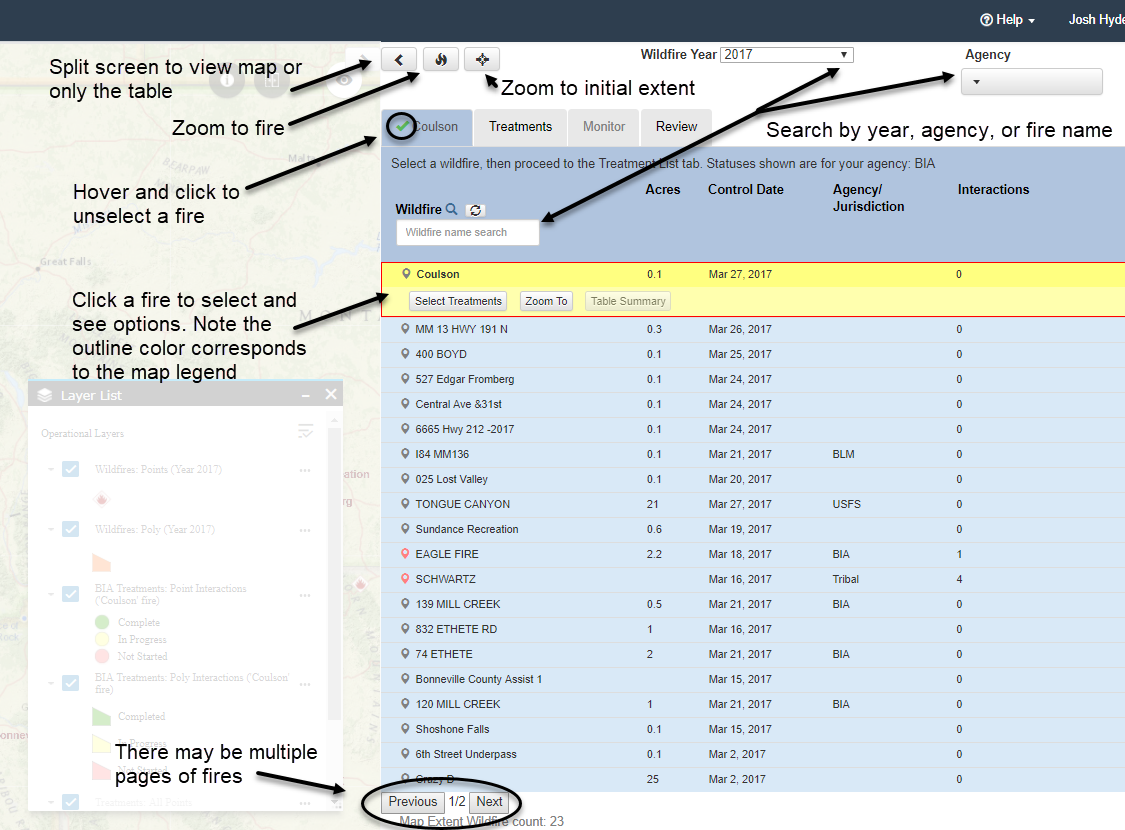 Help
Josh Hyde
Split screen to view map or
only the table
Wildfire Year 2017
Agency
Zoom to initial extent
Zoom to fire
Search by year, agency, or fire name
Coulson
Treatments
Monitor
Review
Select a wildfire, then proceed to the Treatment List tab. Statuses shown are for your agency: BIA
Hover and click to
unselect a fire
Wildfire
Acres
Control Date
Agency/
Jurisdiction
Interactions
Wildfire name search
BEARPAW
Great Falls
Click a fire to select and
see options. Note the
outline color corresponds
to the map legend
Coulson 0.1 Mar 27, 2017 0
Select Treatments Zoom To Table Summary
MM 13 HWY 191 N 0.3 Mar 26, 2017 0
400 BOYD 0.1 Mar 25, 2017 0
527 Edgar Fromberg 0.1 Mar 24, 2017 0
Central Ave &31st 0.1 Mar 24, 2017 0
6665 Hwy 212 -2017 0.1 Mar 24, 2017 0
I84 MM136 0.1 Mar 21, 2017 BLM 0
025 Lost Valley 0.1 Mar 20, 2017 0
TONGUE CANYON 21 Mar 27, 2017 USFS 0
Sundance Recreation 0.6 Mar 19, 2017 0
EAGLE FIRE 2.2 Mar 18, 2017 BIA 1
SCHWARTZ Mar 16, 2017 Tribal 4
139 MILL CREEK 0.5 Mar 21, 2017 BIA 0
832 ETHETE RD 1 Mar 16, 2017 0
74 ETHETE 2 Mar 21, 2017 BIA 0
Bonneville County Assist 1 Mar 15, 2017 0
120 MILL CREEK 1 Mar 21, 2017 BIA 0
Shoshone Falls 0.1 Mar 15, 2017 0
6th Street Underpass 0.1 Mar 2, 2017 0
Crazy D 25 Mar 2, 2017 0
Previous 1/2 Next
Map Extent Wildfire count: 23
Layer List
Operational Layers
Wildfires: Points (Year 2017)
Wildfires: Poly (Year 2017)
BIA Treatments: Point Interactions
('Coulson' fire)
Complete
In Progress
Not Started
BIA Treatments: Poly Interactions ('Coulson'
fire)
Completed
In Progress
Not Started
Treatments: All Points
There may be multiple
pages of fires